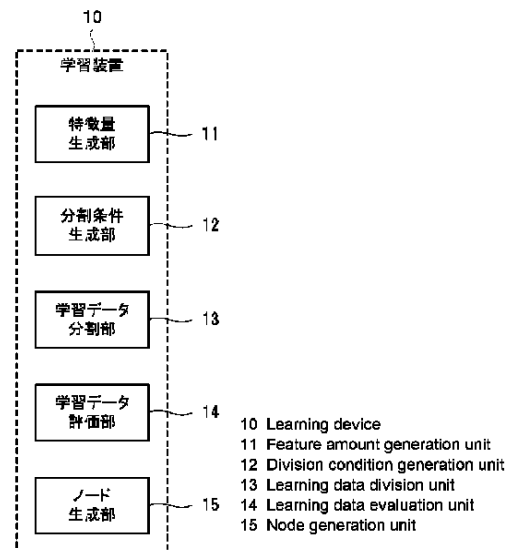 10
学習装置
特徴量
生成部
11
分割条件
生成部
12
学習データ
分割部
13
学習データ
評価部
14
ノード
生成部
15
10 Learning device
11 Feature amount generation unit
12 Division condition generation unit
13 Learning data division unit
14 Learning data evaluation unit
15 Node generation unit